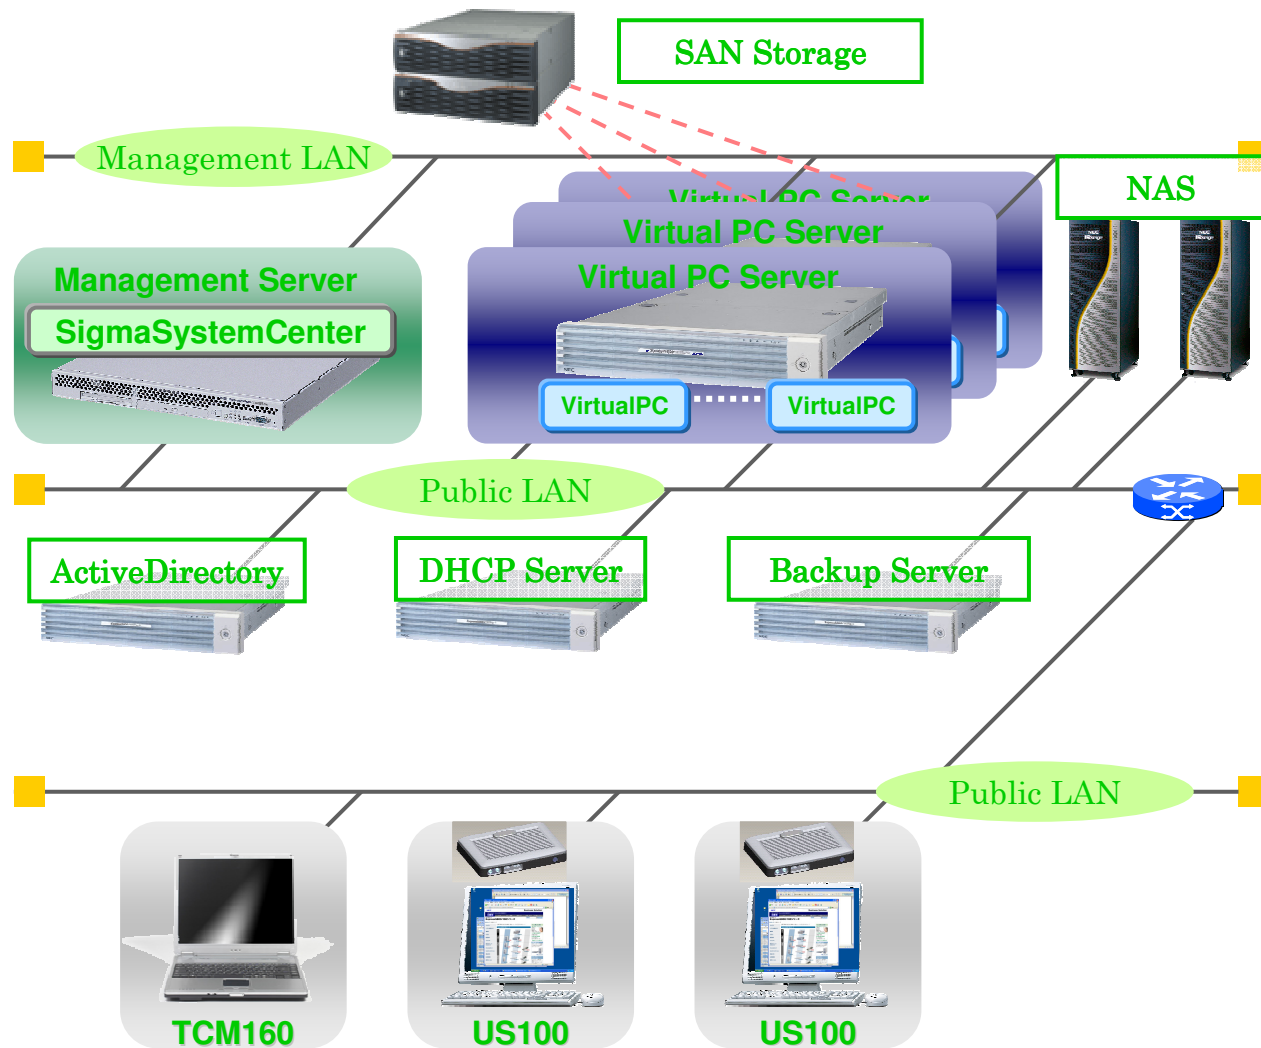 SAN Storage
Management LAN
NAS
Virtual PC Server
Virtual PC Server
Virtual PC Server
Management Server
SigmaSystemCenter
VirtualPC
VirtualPC
Public LAN
ActiveDirectory
DHCP Server
Backup Server
Public LAN
TCM160
US100
US100